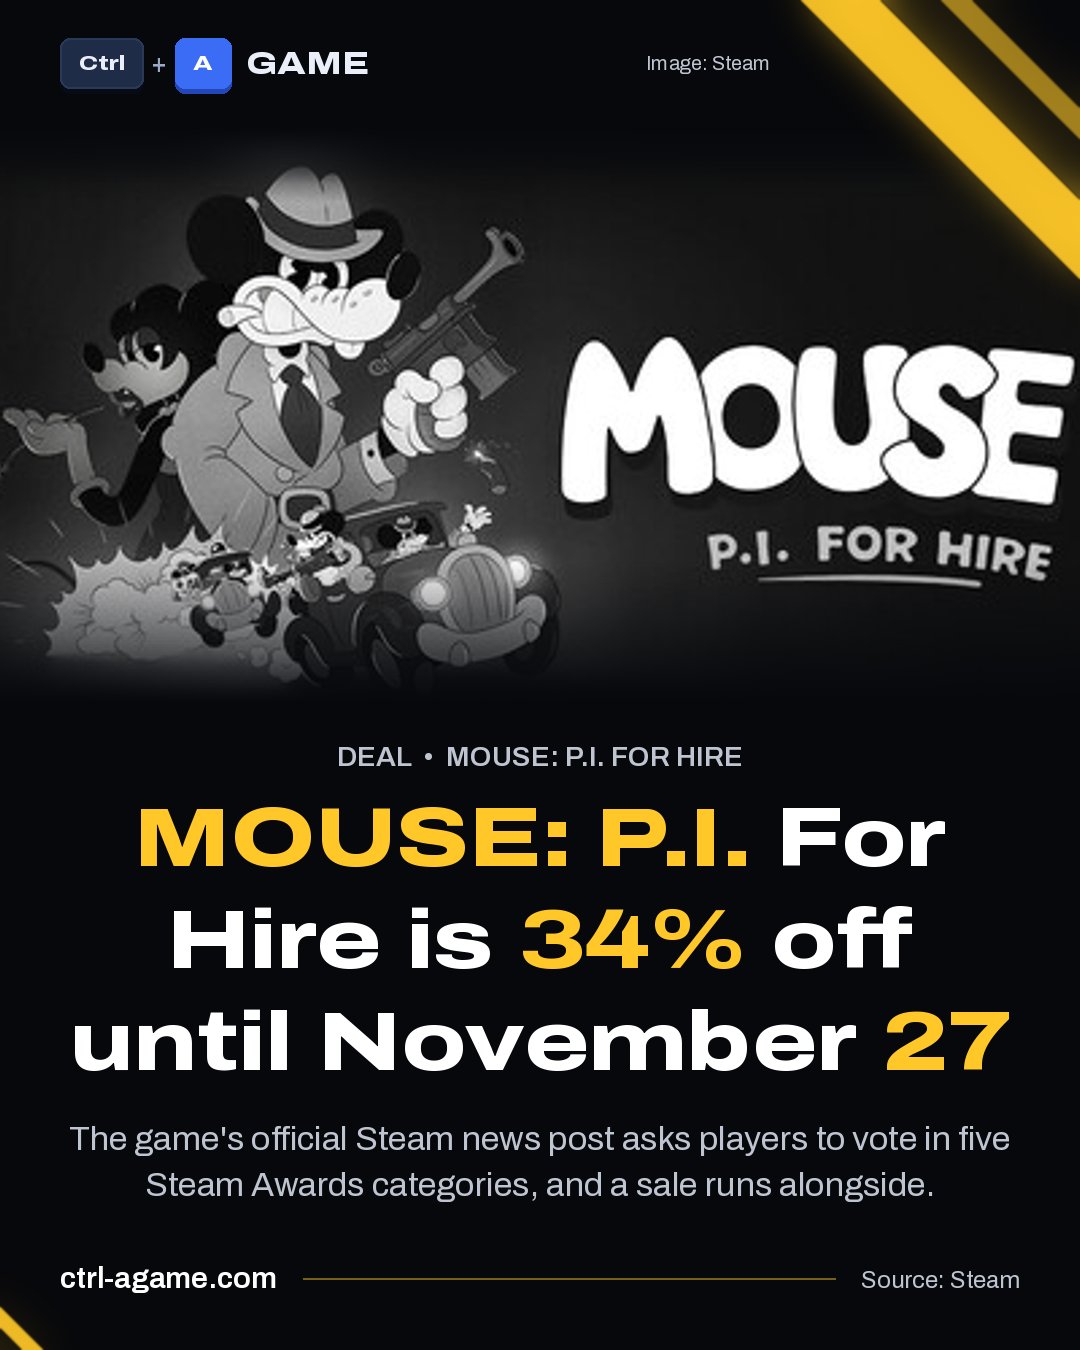 Ctrl + A GAME
Image: Steam
MOUSE
P.I. FOR HIRE
DEAL • MOUSE: P.I. FOR HIRE
MOUSE: P.I. For
Hire is 34% off
until November 27
The game's official Steam news post asks players to vote in five
Steam Awards categories, and a sale runs alongside.
ctrl-agame.com
Source: Steam